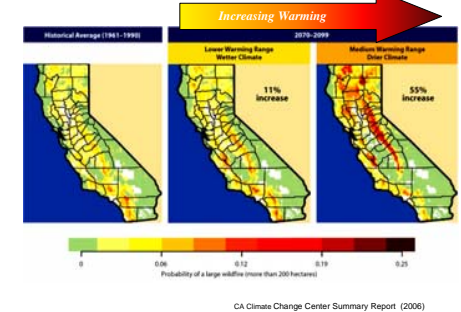 Increasing Warming
Historical Average (1961–1990)
2070–2099
Lower Warming Range
Wetter Climate
Medium Warming Range
Drier Climate
11%
increase
55%
increase
0
0.06
0.12
0.19
0.25
Probability of a large wildfire (more than 200 hectares)
CA Climate Change Center Summary Report (2006)